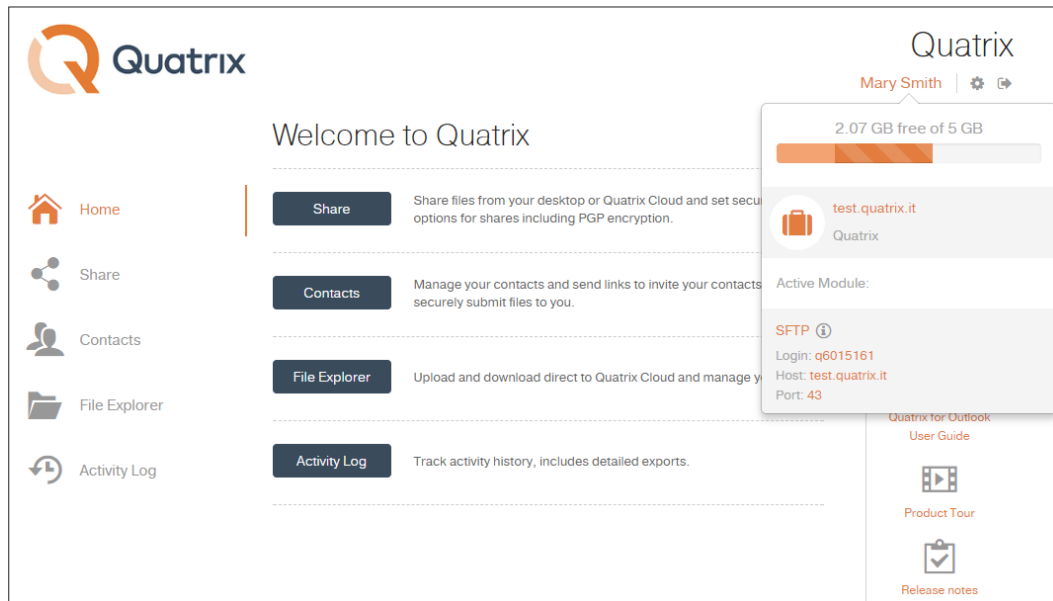 Quatrix
Quatrix
Mary Smith
2.07 GB free of 5 GB
test.quatrix.it
Quatrix
Active Module:
SFTP
Login: q6015161
Host: test.quatrix.it
Port: 43
Welcome to Quatrix
Home
Share
Contacts
File Explorer
Activity Log
Share
Share files from your desktop or Quatrix Cloud and set
options for shares including PGP encryption.
Contacts
Manage your contacts and send links to invite your contacts
securely submit files to you.
File Explorer
Upload and download direct to Quatrix Cloud and manage
Activity Log
Track activity history, includes detailed exports.
Quatrix for Outlook
User Guide
Product Tour
Release notes